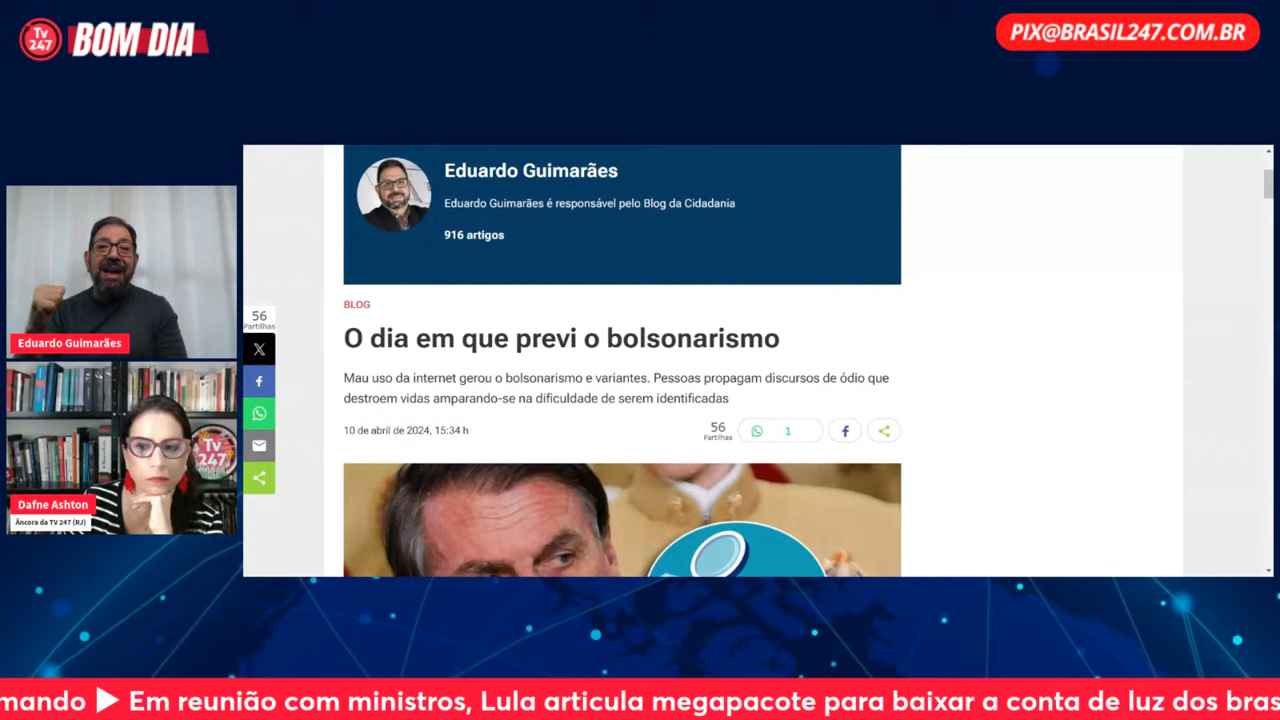 Tv 247
BOM DIA
PIX@BRASIL247.COM.BR
Eduardo Guimarães
Eduardo Guimarães é responsável pelo Blog da Cidadania
916 artigos
BLOG
O dia em que previ o bolsonarismo
Mau uso da internet gerou o bolsonarismo e variantes. Pessoas propagam discursos de ódio que
destroem vidas amparando-se na dificuldade de serem identificadas
10 de abril de 2024, 15:34 h
56
Partilhas
1
56
Partilhas
Eduardo Guimarães
Tv 247
Dafne Ashton
Âncora da TV 247 (RJ)
mando ▶ Em reunião com ministros, Lula articula megapacote para baixar a conta de luz dos bras